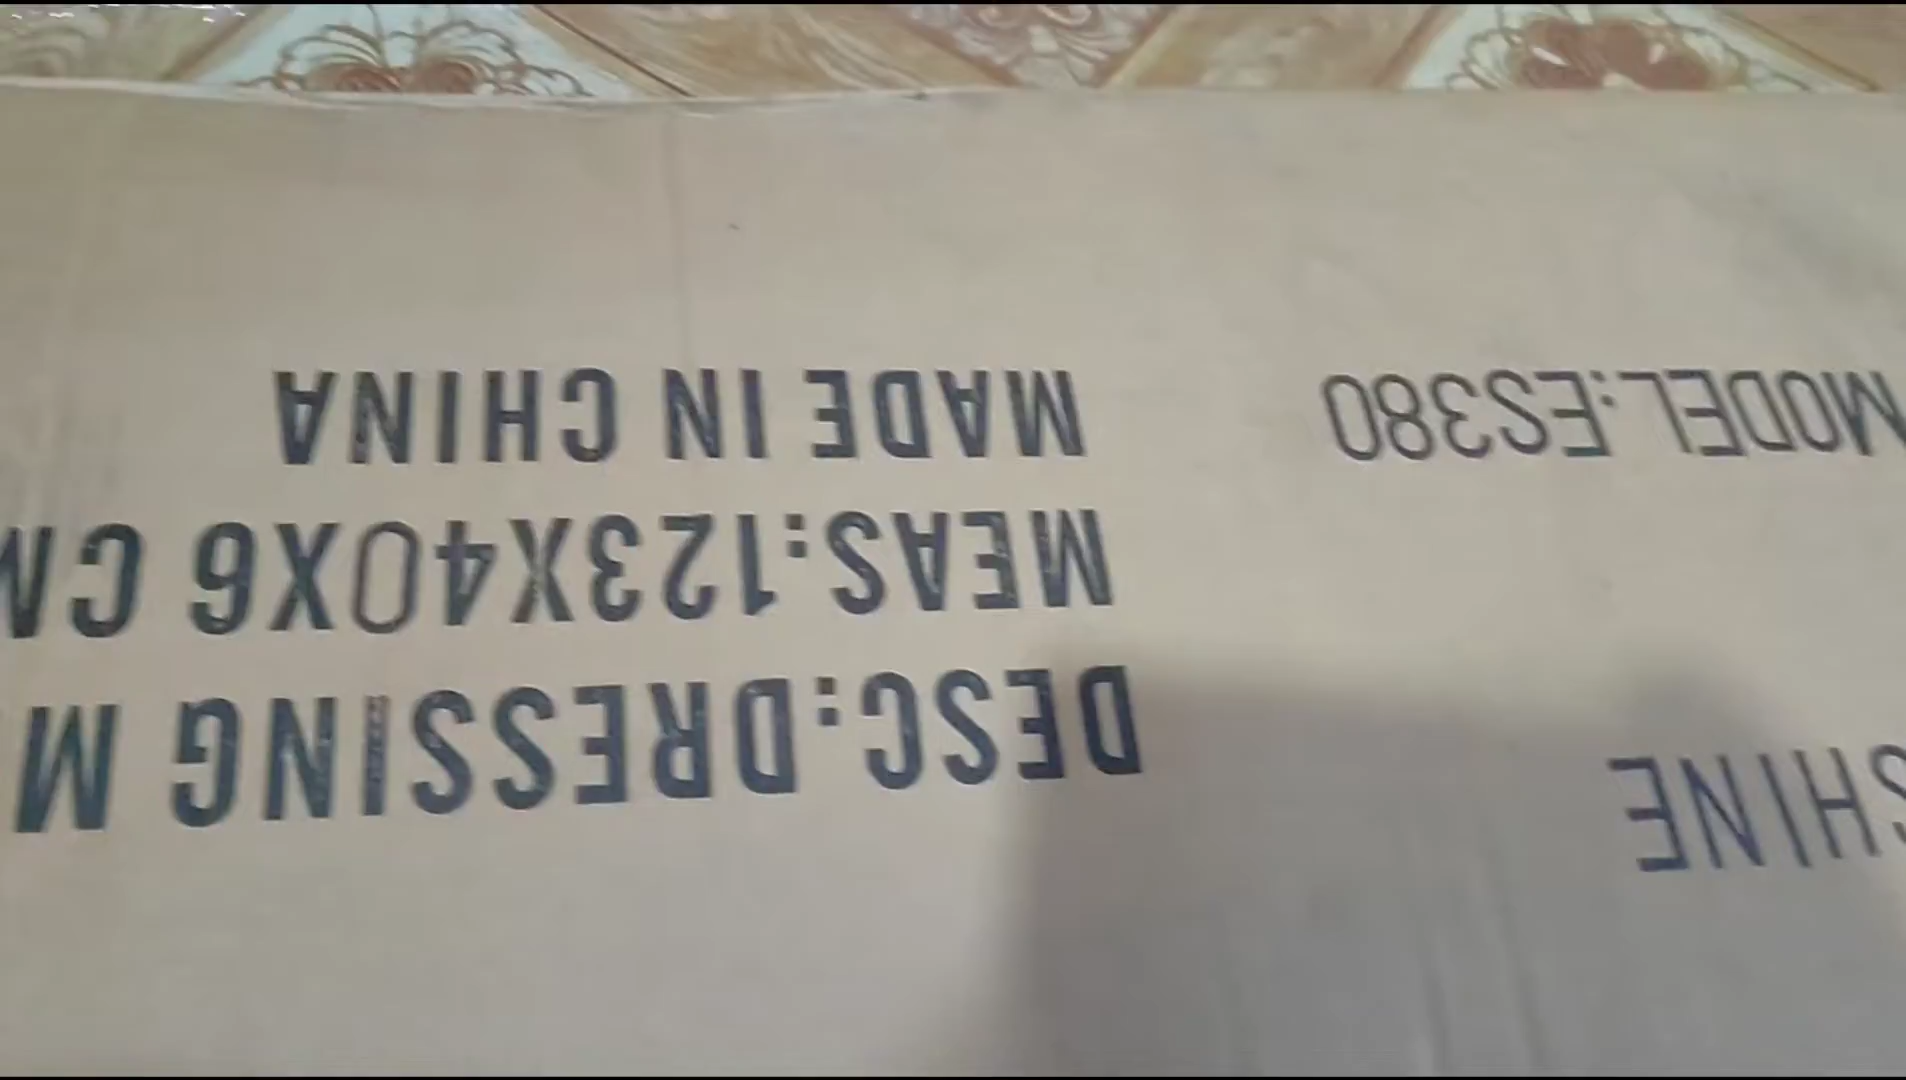 SHINE
DESC:DRESSING M
MEAS:123X40X6 CM
MODEL:ES380
MADE IN CHINA